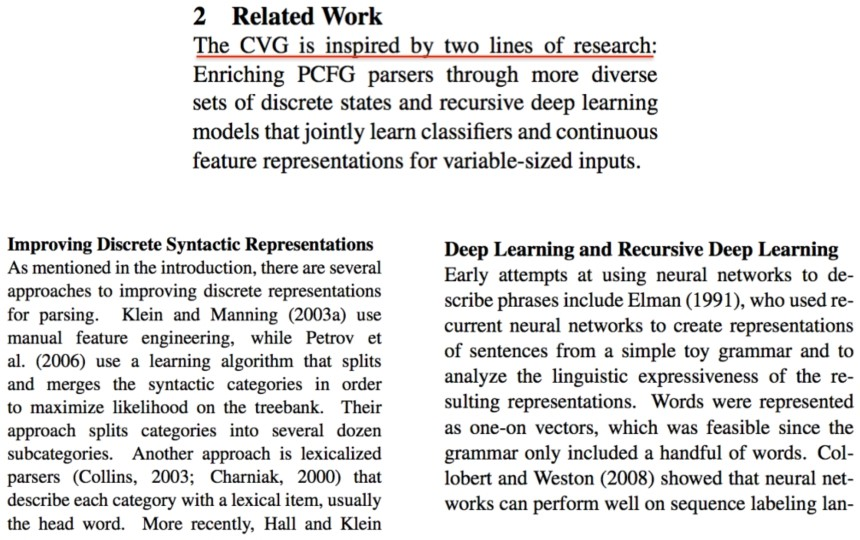 2 Related Work
The CVG is inspired by two lines of research:
Enriching PCFG parsers through more diverse
sets of discrete states and recursive deep learning
models that jointly learn classifiers and continuous
feature representations for variable-sized inputs.
Improving Discrete Syntactic Representations
As mentioned in the introduction, there are several
approaches to improving discrete representations
for parsing. Klein and Manning (2003a) use
manual feature engineering, while Petrov et
al. (2006) use a learning algorithm that splits
and merges the syntactic categories in order
to maximize likelihood on the treebank. Their
approach splits categories into several dozen
subcategories. Another approach is lexicalized
parsers (Collins, 2003; Charniak, 2000) that
describe each category with a lexical item, usually
the head word. More recently, Hall and Klein
Deep Learning and Recursive Deep Learning
Early attempts at using neural networks to de-
scribe phrases include Elman (1991), who used re-
current neural networks to create representations
of sentences from a simple toy grammar and to
analyze the linguistic expressiveness of the re-
sulting representations. Words were represented
as one-on vectors, which was feasible since the
grammar only included a handful of words. Col-
lobert and Weston (2008) showed that neural net-
works can perform well on sequence labeling lan-